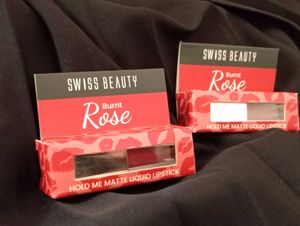 SWISS BEAUTY
Burnt
Rose
HOLD ME MATTE LIQUID LIPSTICK
SWISS BEAUTY
Burnt
Rose
HOLD ME MATTE LIQUID LIPSTICK